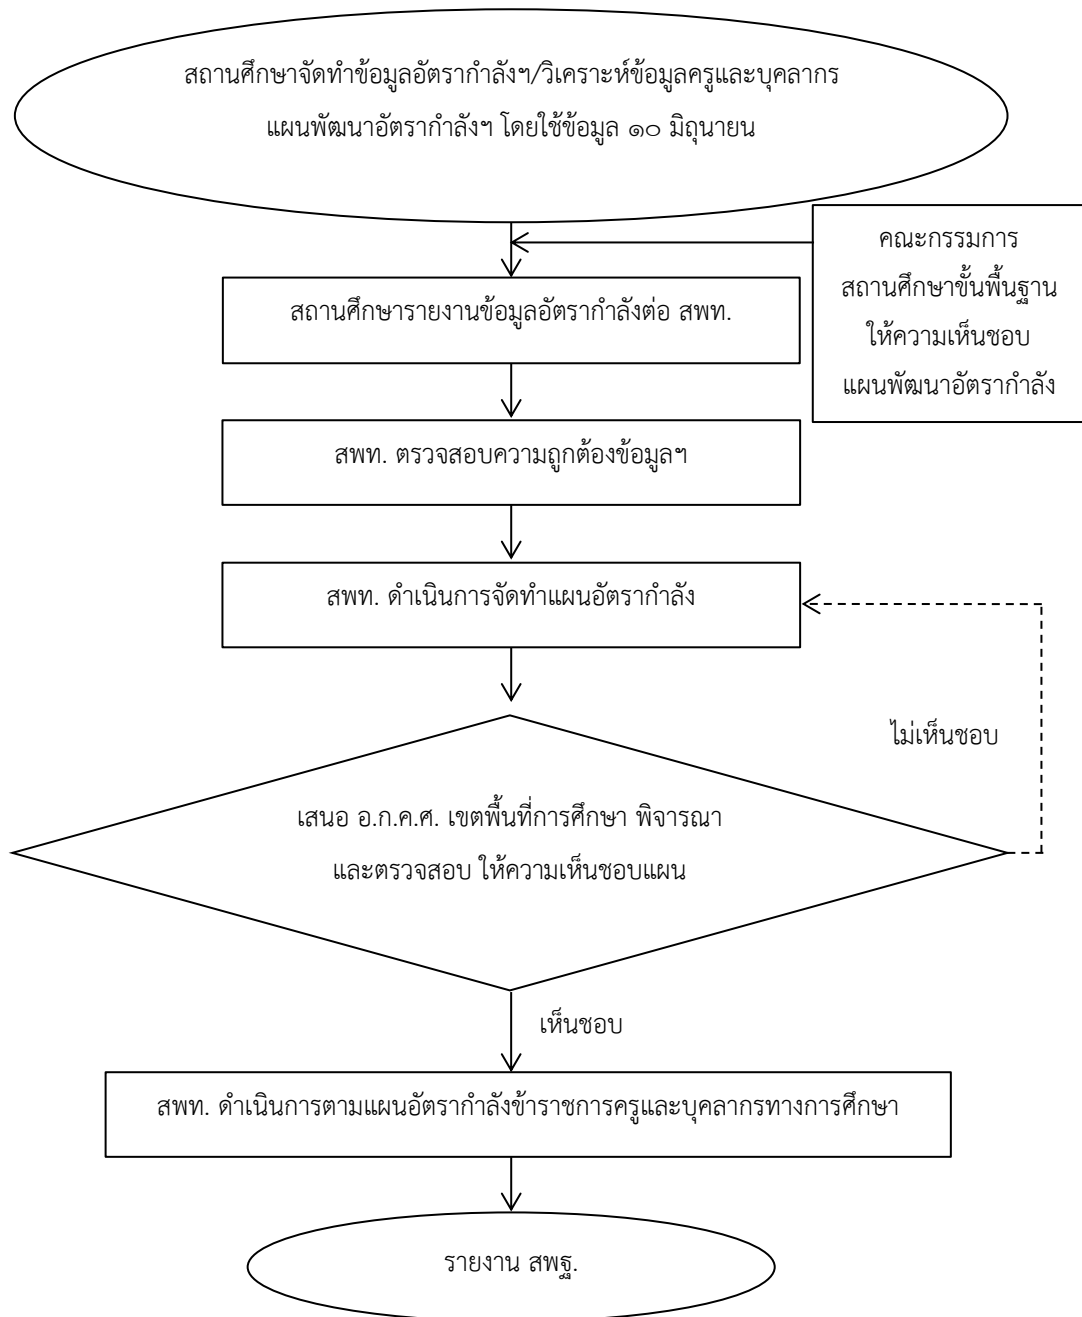 สถานศึกษาจัดทำข้อมูลอัตรากำลังฯ/วิเคราะห์ข้อมูลครูและบุคลากร
แผนพัฒนาอัตรากำลังฯ โดยใช้ข้อมูล ๑๐ มิถุนายน
คณะกรรมการ
สถานศึกษาขั้นพื้นฐาน
ให้ความเห็นชอบ
แผนพัฒนาอัตรากำลัง
สถานศึกษารายงานข้อมูลอัตรากำลังต่อ สพท.
สพท. ตรวจสอบความถูกต้องข้อมูลฯ
สพท. ดำเนินการจัดทำแผนอัตรากำลัง
ไม่เห็นชอบ
เสนอ อ.ก.ค.ศ. เขตพื้นที่การศึกษา พิจารณา
และตรวจสอบ ให้ความเห็นชอบแผน
เห็นชอบ
สพท. ดำเนินการตามแผนอัตรากำลังข้าราชการครูและบุคลากรทางการศึกษา
รายงาน สพฐ.